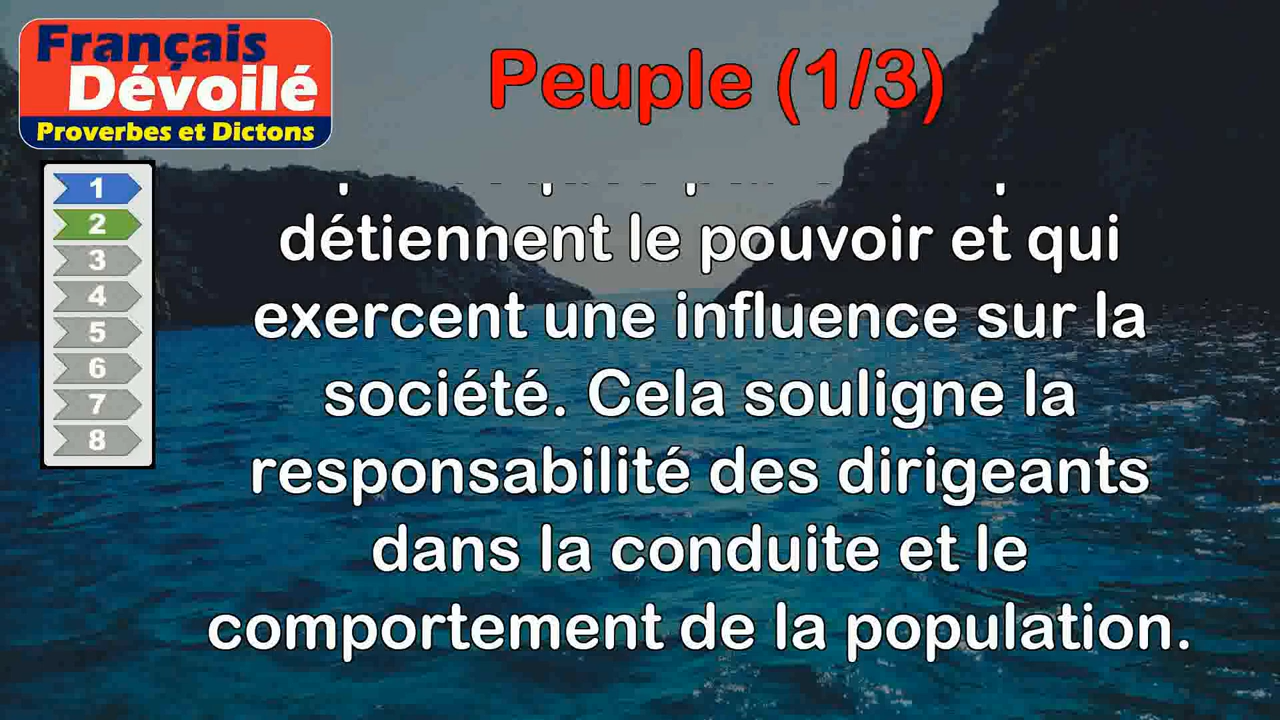 Français
Dévoilé
Proverbes et Dictons
Peuple (1/3)
1
2
3
4
5
6
7
8
détiennent le pouvoir et qui
exercent une influence sur la
société. Cela souligne la
responsabilité des dirigeants
dans la conduite et le
comportement de la population.